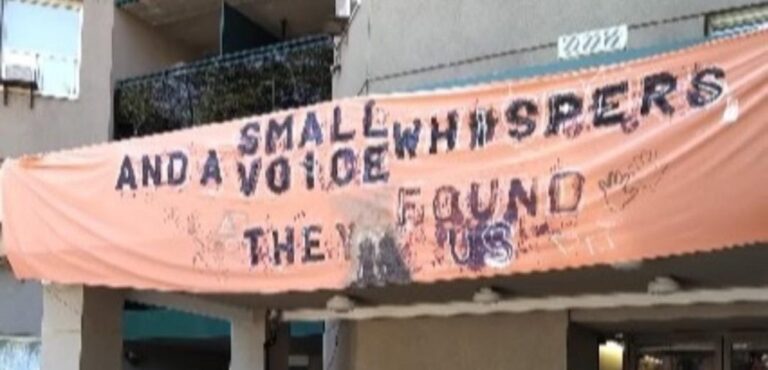 AND A SMALL VOICE WHISPERS
THEY FOUND US